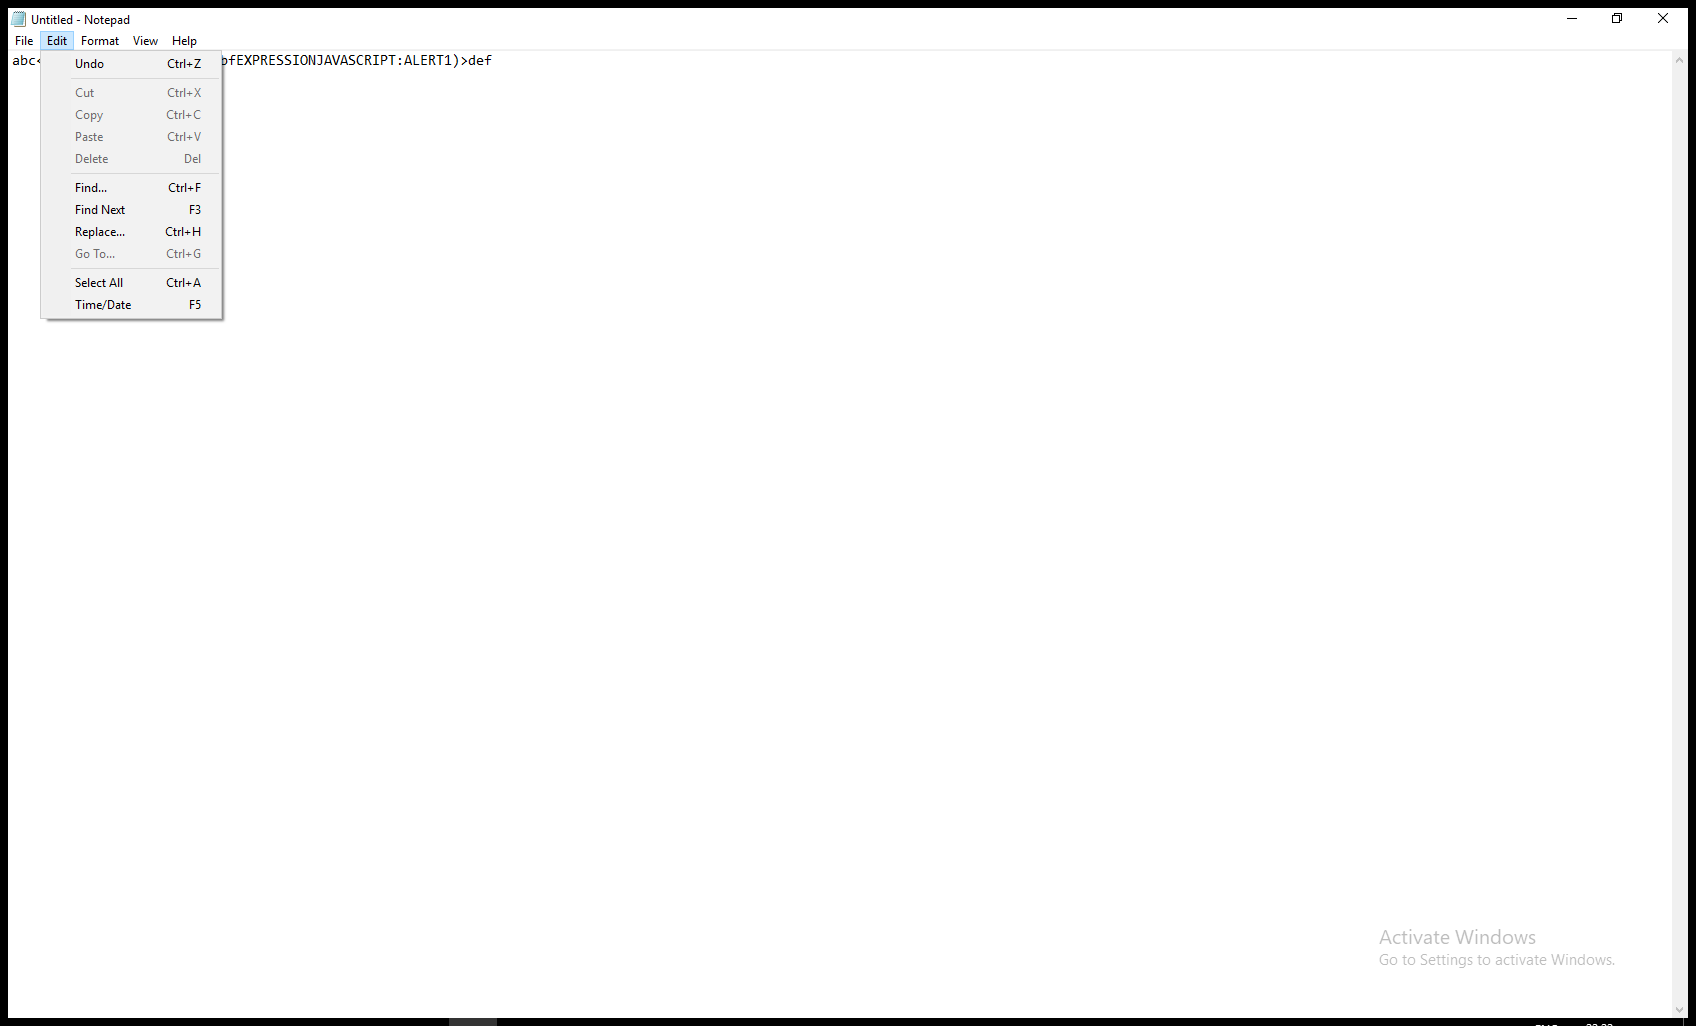 Untitled - Notepad
File Edit Format View Help
abc< bfEXPRESSIONJAVASCRIPT:ALERT1)>def
Undo Ctrl+Z
Cut Ctrl+X
Copy Ctrl+C
Paste Ctrl+V
Delete Del
Find... Ctrl+F
Find Next F3
Replace... Ctrl+H
Go To... Ctrl+G
Select All Ctrl+A
Time/Date F5
Activate Windows
Go to Settings to activate Windows.